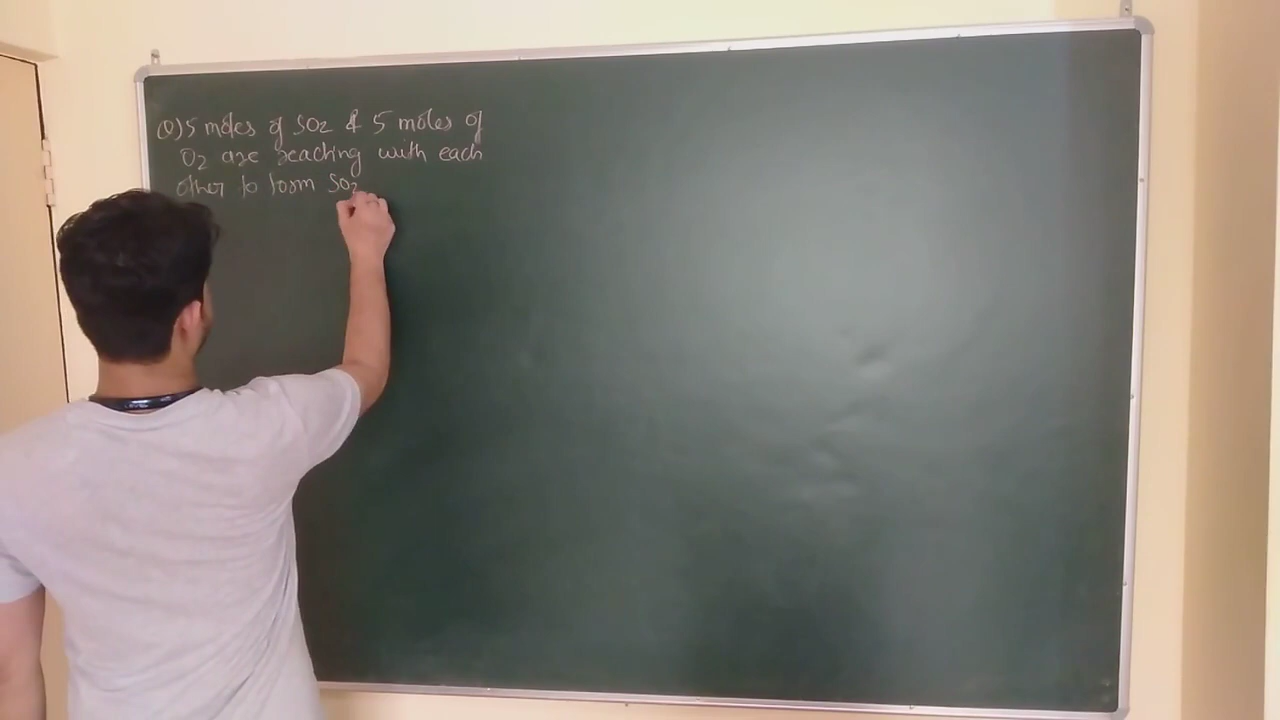 Q) 5 moles of SO2 & 5 moles of
O2 are reacting with each
other to form SO3